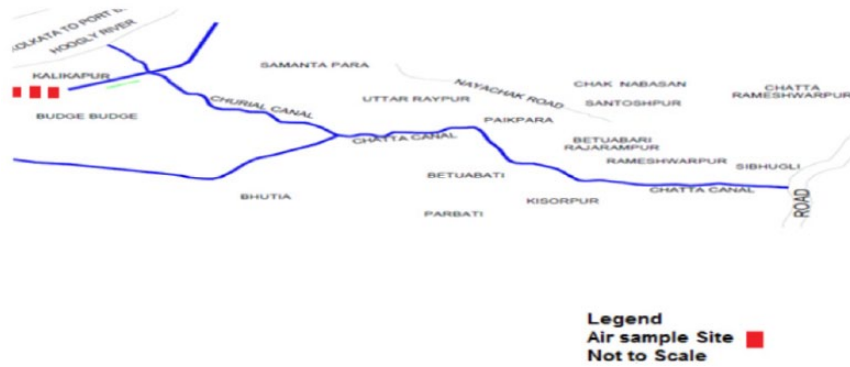 KOLKATA TO PORT
HODGLY RIVER
KALIKAPUR
SAMANTA PARA
NAYACHAK ROAD
CHAK NABASAN
CHATTA
RAMESHWARPUR
CHURIAL CANAL
UTTAR RAYPUR
SANTOSHPUR
BUDGE BUDGE
PAIKPARA
CHATTA CANAL
BETUABARI
RAJARAMPUR
RAMESHWARPUR
SIBHUGLI
BETUABATI
BHUTIA
KISORPUR
CHATTA CANAL
ROAD
PARBATI
Legend
Air sample Site
Not to Scale